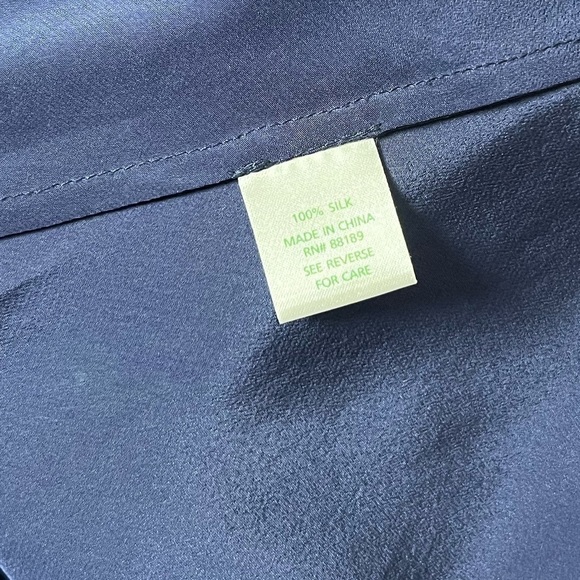 100% SILK
MADE IN CHINA
RN# 88189
SEE REVERSE
FOR CARE